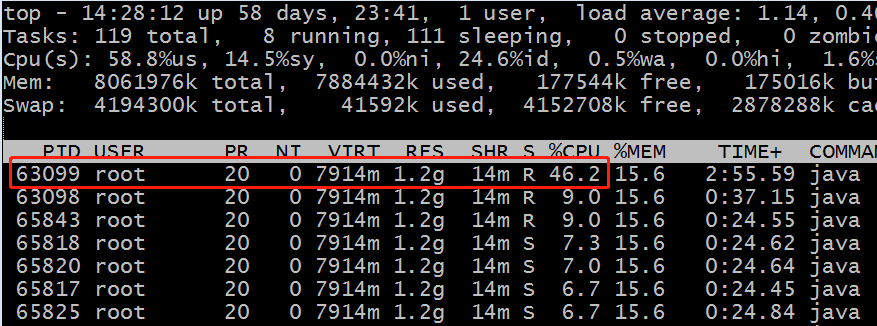 top - 14:28:12 up 58 days, 23:41,  1 user,  load average: 1.14, 0.4
Tasks: 119 total,   8 running, 111 sleeping,   0 stopped,   0 zombi
Cpu(s): 58.8%us, 14.5%sy,  0.0%ni, 24.6%id,  0.5%wa,  0.0%hi,  1.6%
Mem:   8061976k total,  7884432k used,   177544k free,   175016k bu
Swap:  4194300k total,    41592k used,  4152708k free,  2878288k ca
PID USER      PR  NI  VIRT  RES  SHR S %CPU %MEM    TIME+  COMMA
63099 root      20   0 7914m 1.2g  14m R 46.2 15.6   2:55.59 java
63098 root      20   0 7914m 1.2g  14m R  9.0 15.6   0:37.15 java
65843 root      20   0 7914m 1.2g  14m R  9.0 15.6   0:24.55 java
65818 root      20   0 7914m 1.2g  14m S  7.3 15.6   0:24.62 java
65820 root      20   0 7914m 1.2g  14m S  7.0 15.6   0:24.64 java
65817 root      20   0 7914m 1.2g  14m S  6.7 15.6   0:24.45 java
65825 root      20   0 7914m 1.2g  14m S  6.7 15.6   0:24.84 java